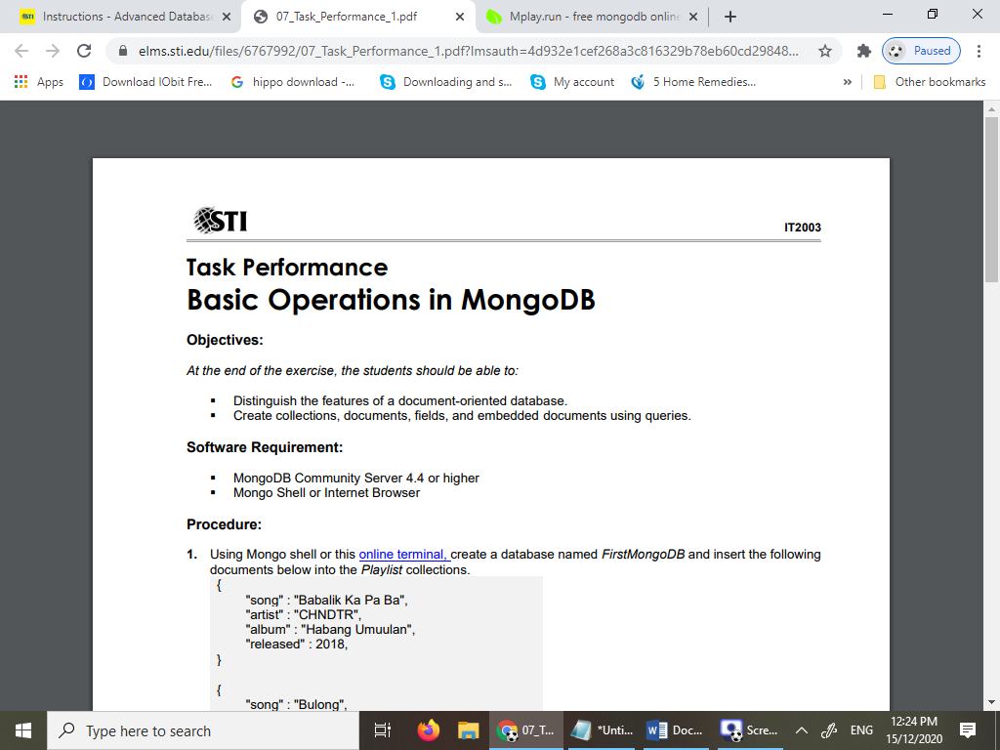 Instructions - Advanced Database
07_Task_Performance_1.pdf
Mplay.run - free mongodb online
elms.sti.edu/files/6767992/07_Task_Performance_1.pdf?lmsauth=4d932e1cef268a3c816329b78eb60cd29848...
Paused
Apps
Download IObit Fre...
hippo download -...
Downloading and s...
My account
5 Home Remedies...
»
Other bookmarks
STI
IT2003
Task Performance
Basic Operations in MongoDB
Objectives:
At the end of the exercise, the students should be able to:
▪ Distinguish the features of a document-oriented database.
▪ Create collections, documents, fields, and embedded documents using queries.
Software Requirement:
▪ MongoDB Community Server 4.4 or higher
▪ Mongo Shell or Internet Browser
Procedure:
1. Using Mongo shell or this online terminal, create a database named FirstMongoDB and insert the following
documents below into the Playlist collections.
{
"song" : "Babalik Ka Pa Ba",
"artist" : "CHNDTR",
"album" : "Habang Umuulan",
"released" : 2018,
}
{
"song" : "Bulong",
Type here to search
07_T...
*Unti...
Doc...
Scre...
ENG
12:24 PM
15/12/2020